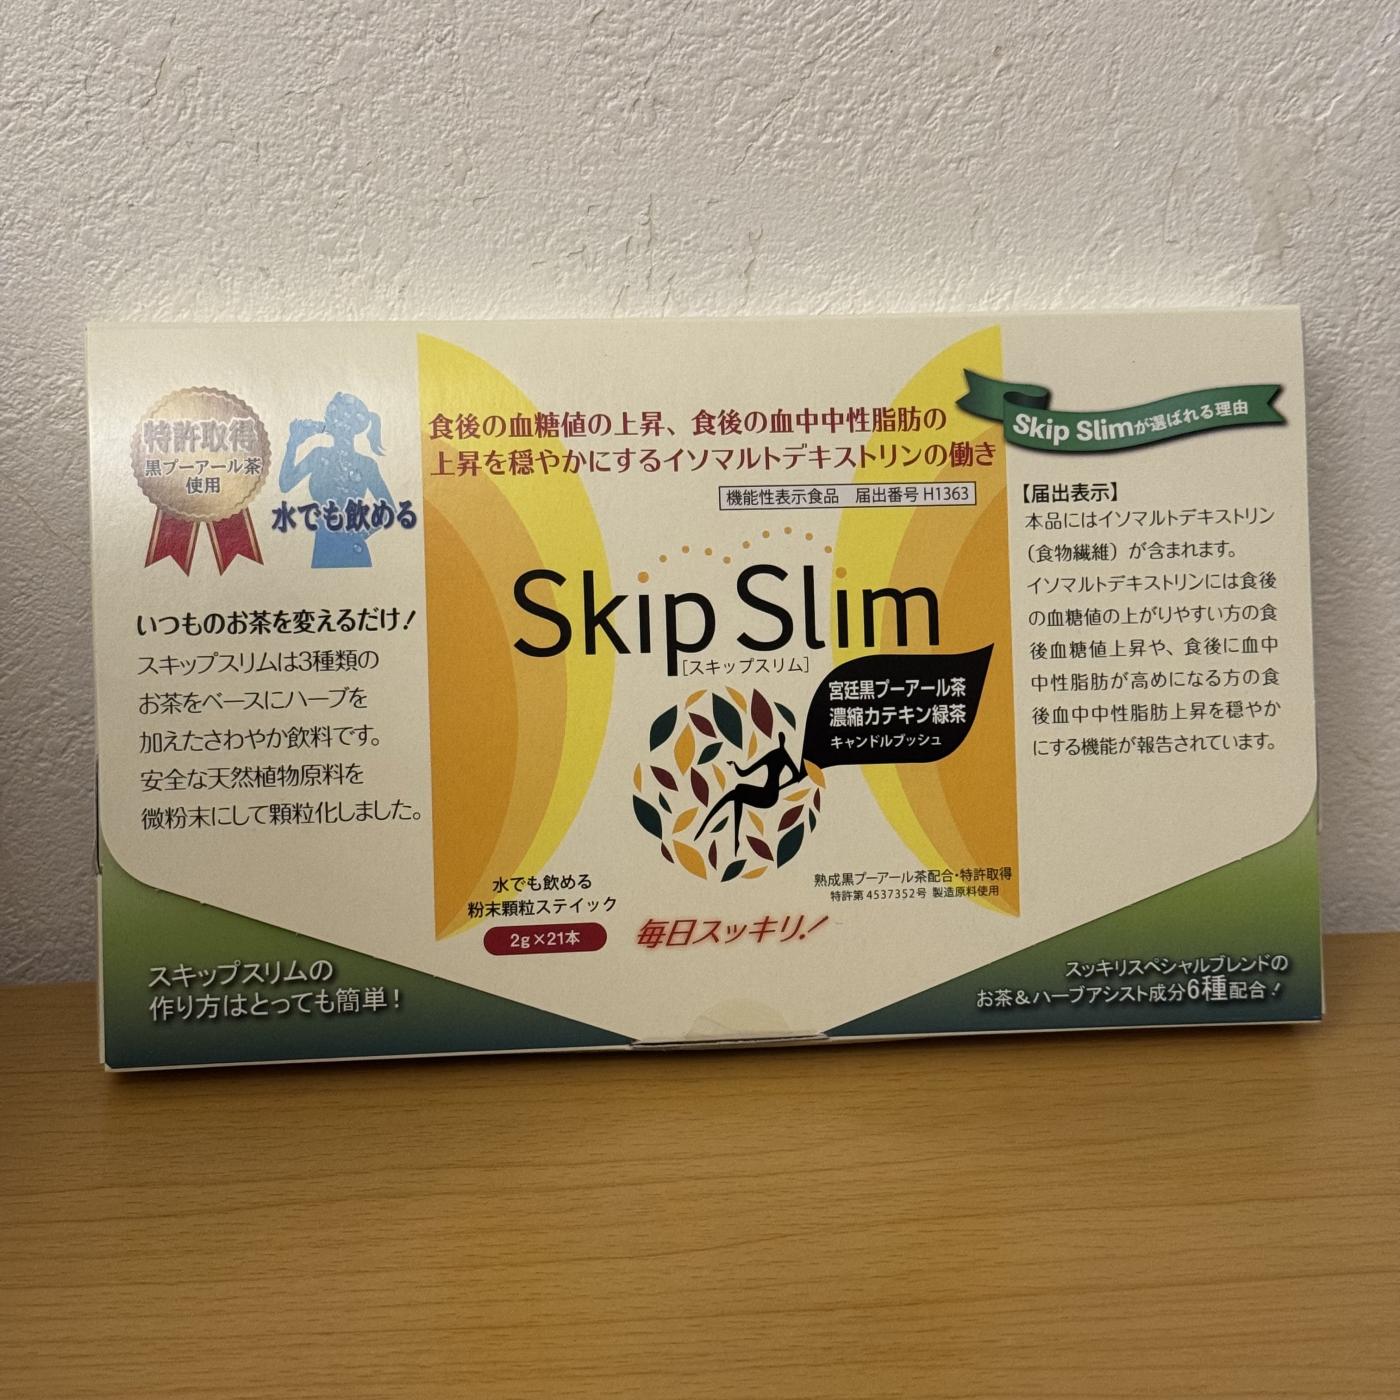 特許取得
黒プーアール茶
使用
水でも飲める
いつものお茶を変えるだけ！
スキップスリムは3種類の
お茶をベースにハーブを
加えたさわやか飲料です。
安全な天然植物原料を
微粉末にして顆粒化しました。
食後の血糖値の上昇、食後の血中中性脂肪の
上昇を穏やかにするイソマルトデキストリンの働き
機能性表示食品　届出番号 H1363
Skip Slim
［スキップスリム］
宮廷黒プーアール茶
濃縮カテキン緑茶
キャンドルブッシュ
熟成黒プーアール茶配合・特許取得
特許第 4537352号 製造原料使用
水でも飲める
粉末顆粒スティック
2g×21本
毎日スッキリ！
Skip Slimが選ばれる理由
【届出表示】
本品にはイソマルトデキストリン
（食物繊維）が含まれます。
イソマルトデキストリンには食後
の血糖値の上がりやすい方の食
後血糖値上昇や、食後に血中
中性脂肪が高めになる方の食
後血中中性脂肪上昇を穏やか
にする機能が報告されています。
スキップスリムの
作り方はとっても簡単！
スッキリスペシャルブレンドの
お茶＆ハーブアシスト成分6種配合！